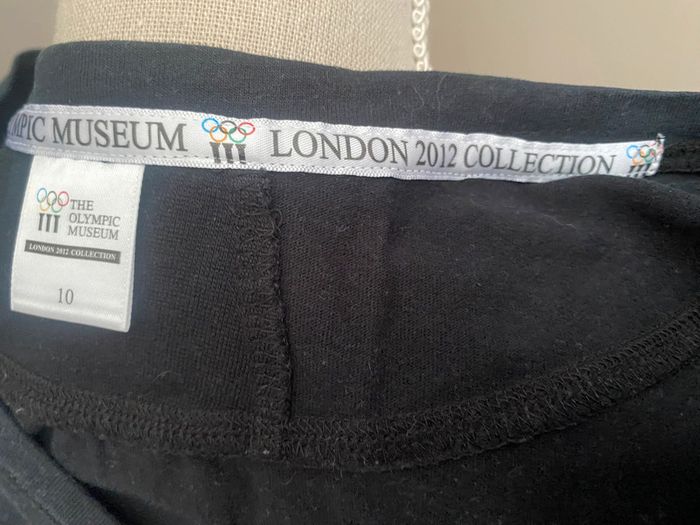 MPIC MUSEUM LONDON 2012 COLLECTION
THE
OLYMPIC
MUSEUM
LONDON 2012 COLLECTION
10